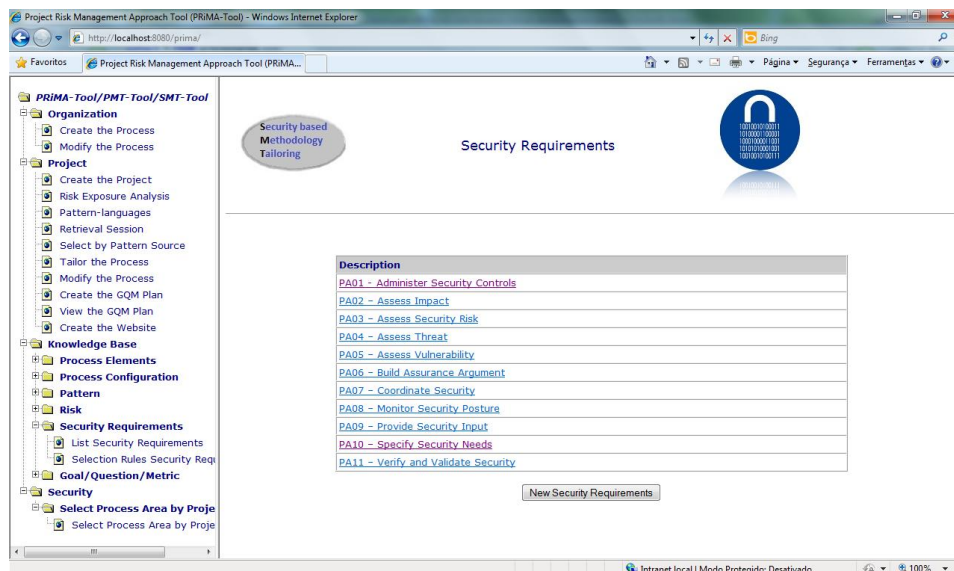 Project Risk Management Approach Tool (PRiMA-Tool) - Windows Internet Explorer
http://localhost:8080/prima/
Bing
Favoritos
Project Risk Management Approach Tool (PRiMA...
Página
Segurança
Ferramentas
PRiMA-Tool/PMT-Tool/SMT-Tool
Organization
Create the Process
Modify the Process
Project
Create the Project
Risk Exposure Analysis
Pattern-languages
Retrieval Session
Select by Pattern Source
Tailor the Process
Modify the Process
Create the GQM Plan
View the GQM Plan
Create the Website
Knowledge Base
Process Elements
Process Configuration
Pattern
Risk
Security Requirements
List Security Requirements
Selection Rules Security Requ
Goal/Question/Metric
Security
Select Process Area by Proje
Select Process Area by Proje
Security based
Methodology
Tailoring
Security Requirements
Description
PA01 - Administer Security Controls
PA02 - Assess Impact
PA03 - Assess Security Risk
PA04 - Assess Threat
PA05 - Assess Vulnerability
PA06 - Build Assurance Argument
PA07 - Coordinate Security
PA08 - Monitor Security Posture
PA09 - Provide Security Input
PA10 - Specify Security Needs
PA11 - Verify and Validate Security
New Security Requirements
Intranet local | Modo Protegido: Desativado
100%